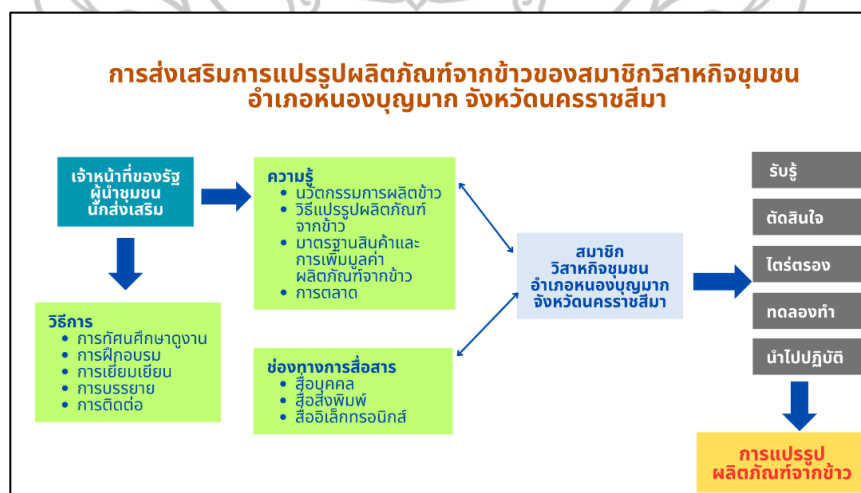 การส่งเสริมการแปรรูปผลิตภัณฑ์จากข้าวของสมาชิกวิสาหกิจชุมชน
อำเภอหนองบุญมาก จังหวัดนครราชสีมา
เจ้าหน้าที่ของรัฐ
ผู้นำชุมชน
นักส่งเสริม
วิธีการ
• การทัศนศึกษาดูงาน
• การฝึกอบรม
• การเยี่ยมเยียน
• การบรรยาย
• การติดต่อ
ความรู้
• นวัตกรรมการผลิตข้าว
• วิธีแปรรูปผลิตภัณฑ์
จากข้าว
• มาตรฐานสินค้าและ
การเพิ่มมูลค่า
ผลิตภัณฑ์จากข้าว
• การตลาด
ช่องทางการสื่อสาร
• สื่อบุคคล
• สื่อสิ่งพิมพ์
• สื่ออิเล็กทรอนิกส์
สมาชิก
วิสาหกิจชุมชน
อำเภอหนองบุญมาก
จังหวัดนครราชสีมา
รับรู้
ตัดสินใจ
ไตร่ตรอง
ทดลองทำ
นำไปปฏิบัติ
การแปรรูป
ผลิตภัณฑ์จากข้าว